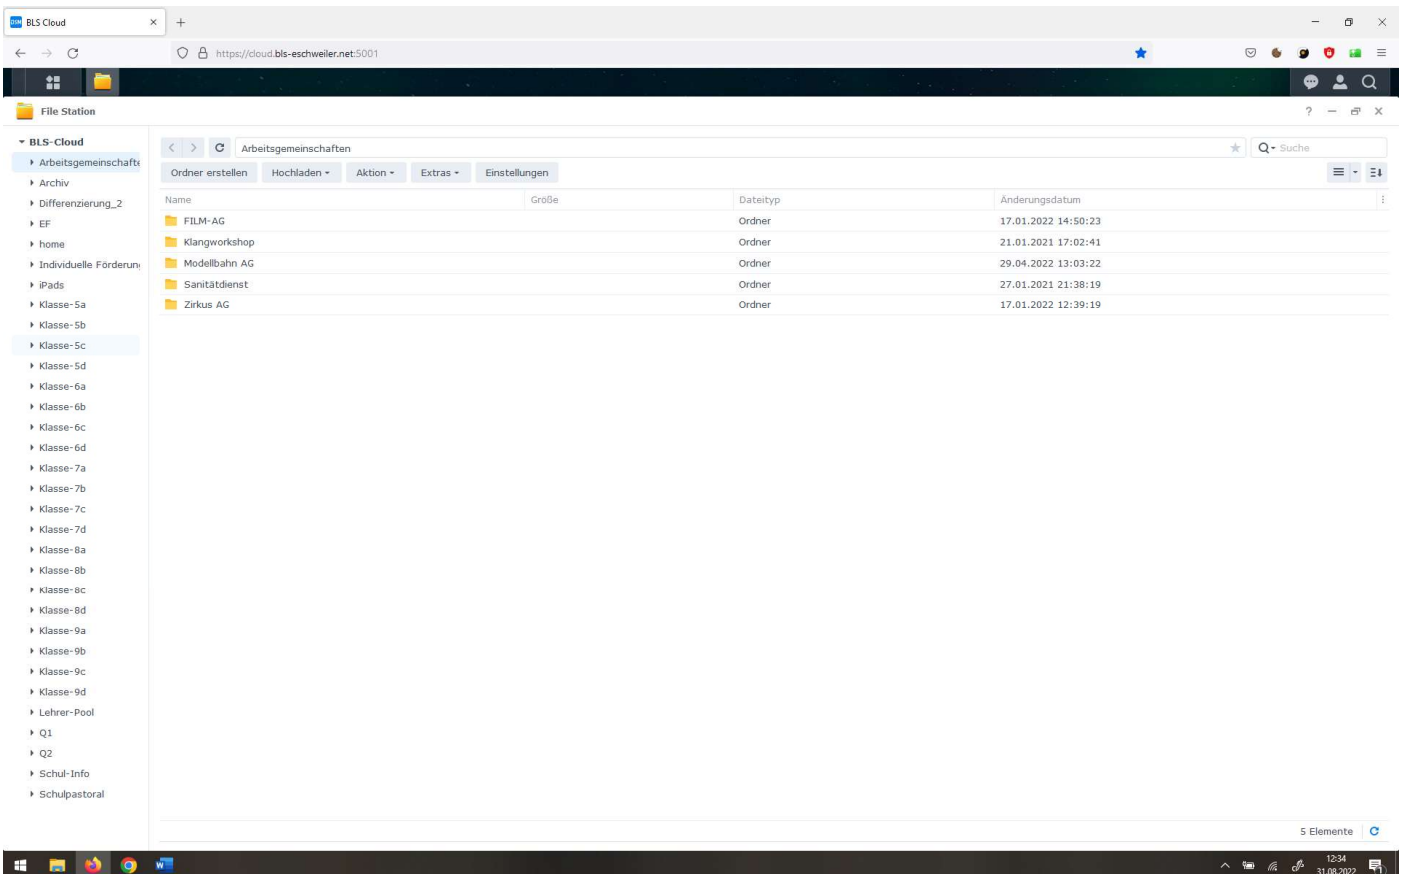 BLS Cloud
https://cloud.bls-eschweiler.net:5001
File Station
BLS-Cloud
Arbeitsgemeinschafte
Archiv
Differenzierung_2
EF
home
Individuelle Förderun
iPads
Klasse-5a
Klasse-5b
Klasse-5c
Klasse-5d
Klasse-6a
Klasse-6b
Klasse-6c
Klasse-6d
Klasse-7a
Klasse-7b
Klasse-7c
Klasse-7d
Klasse-8a
Klasse-8b
Klasse-8c
Klasse-8d
Klasse-9a
Klasse-9b
Klasse-9c
Klasse-9d
Lehrer-Pool
Q1
Q2
Schul-Info
Schulpastoral
Arbeitsgemeinschaften
Suche
Ordner erstellen Hochladen Aktion Extras Einstellungen
Name Größe Dateityp Änderungsdatum
FILM-AG Ordner 17.01.2022 14:50:23
Klangworkshop Ordner 21.01.2021 17:02:41
Modellbahn AG Ordner 29.04.2022 13:03:22
Sanitätdienst Ordner 27.01.2021 21:38:19
Zirkus AG Ordner 17.01.2022 12:39:19
5 Elemente
12:34
31.08.2022